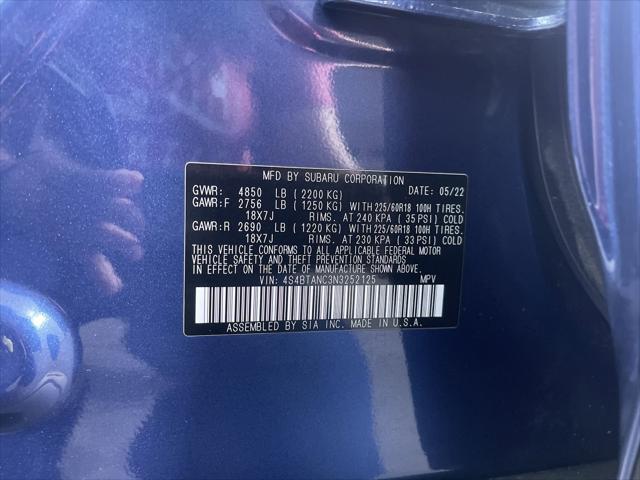 MFD BY SUBARU CORPORATION
GVWR: 4850 LB ( 2200 KG) DATE: 05/22
GAWR:F 2756 LB ( 1250 KG) WITH 225/60R18 100H TIRES.
18X7J RIMS. AT 240 KPA ( 35 PSI) COLD
GAWR:R 2690 LB ( 1220 KG) WITH 225/60R18 100H TIRES.
18X7J RIMS. AT 230 KPA ( 33 PSI) COLD
THIS VEHICLE CONFORMS TO ALL APPLICABLE FEDERAL MOTOR
VEHICLE SAFETY AND THEFT PREVENTION STANDARDS
IN EFFECT ON THE DATE OF MANUFACTURE SHOWN ABOVE.
VIN: 4S4BTANC3N3252125 MPV
ASSEMBLED BY SIA INC. MADE IN U.S.A.